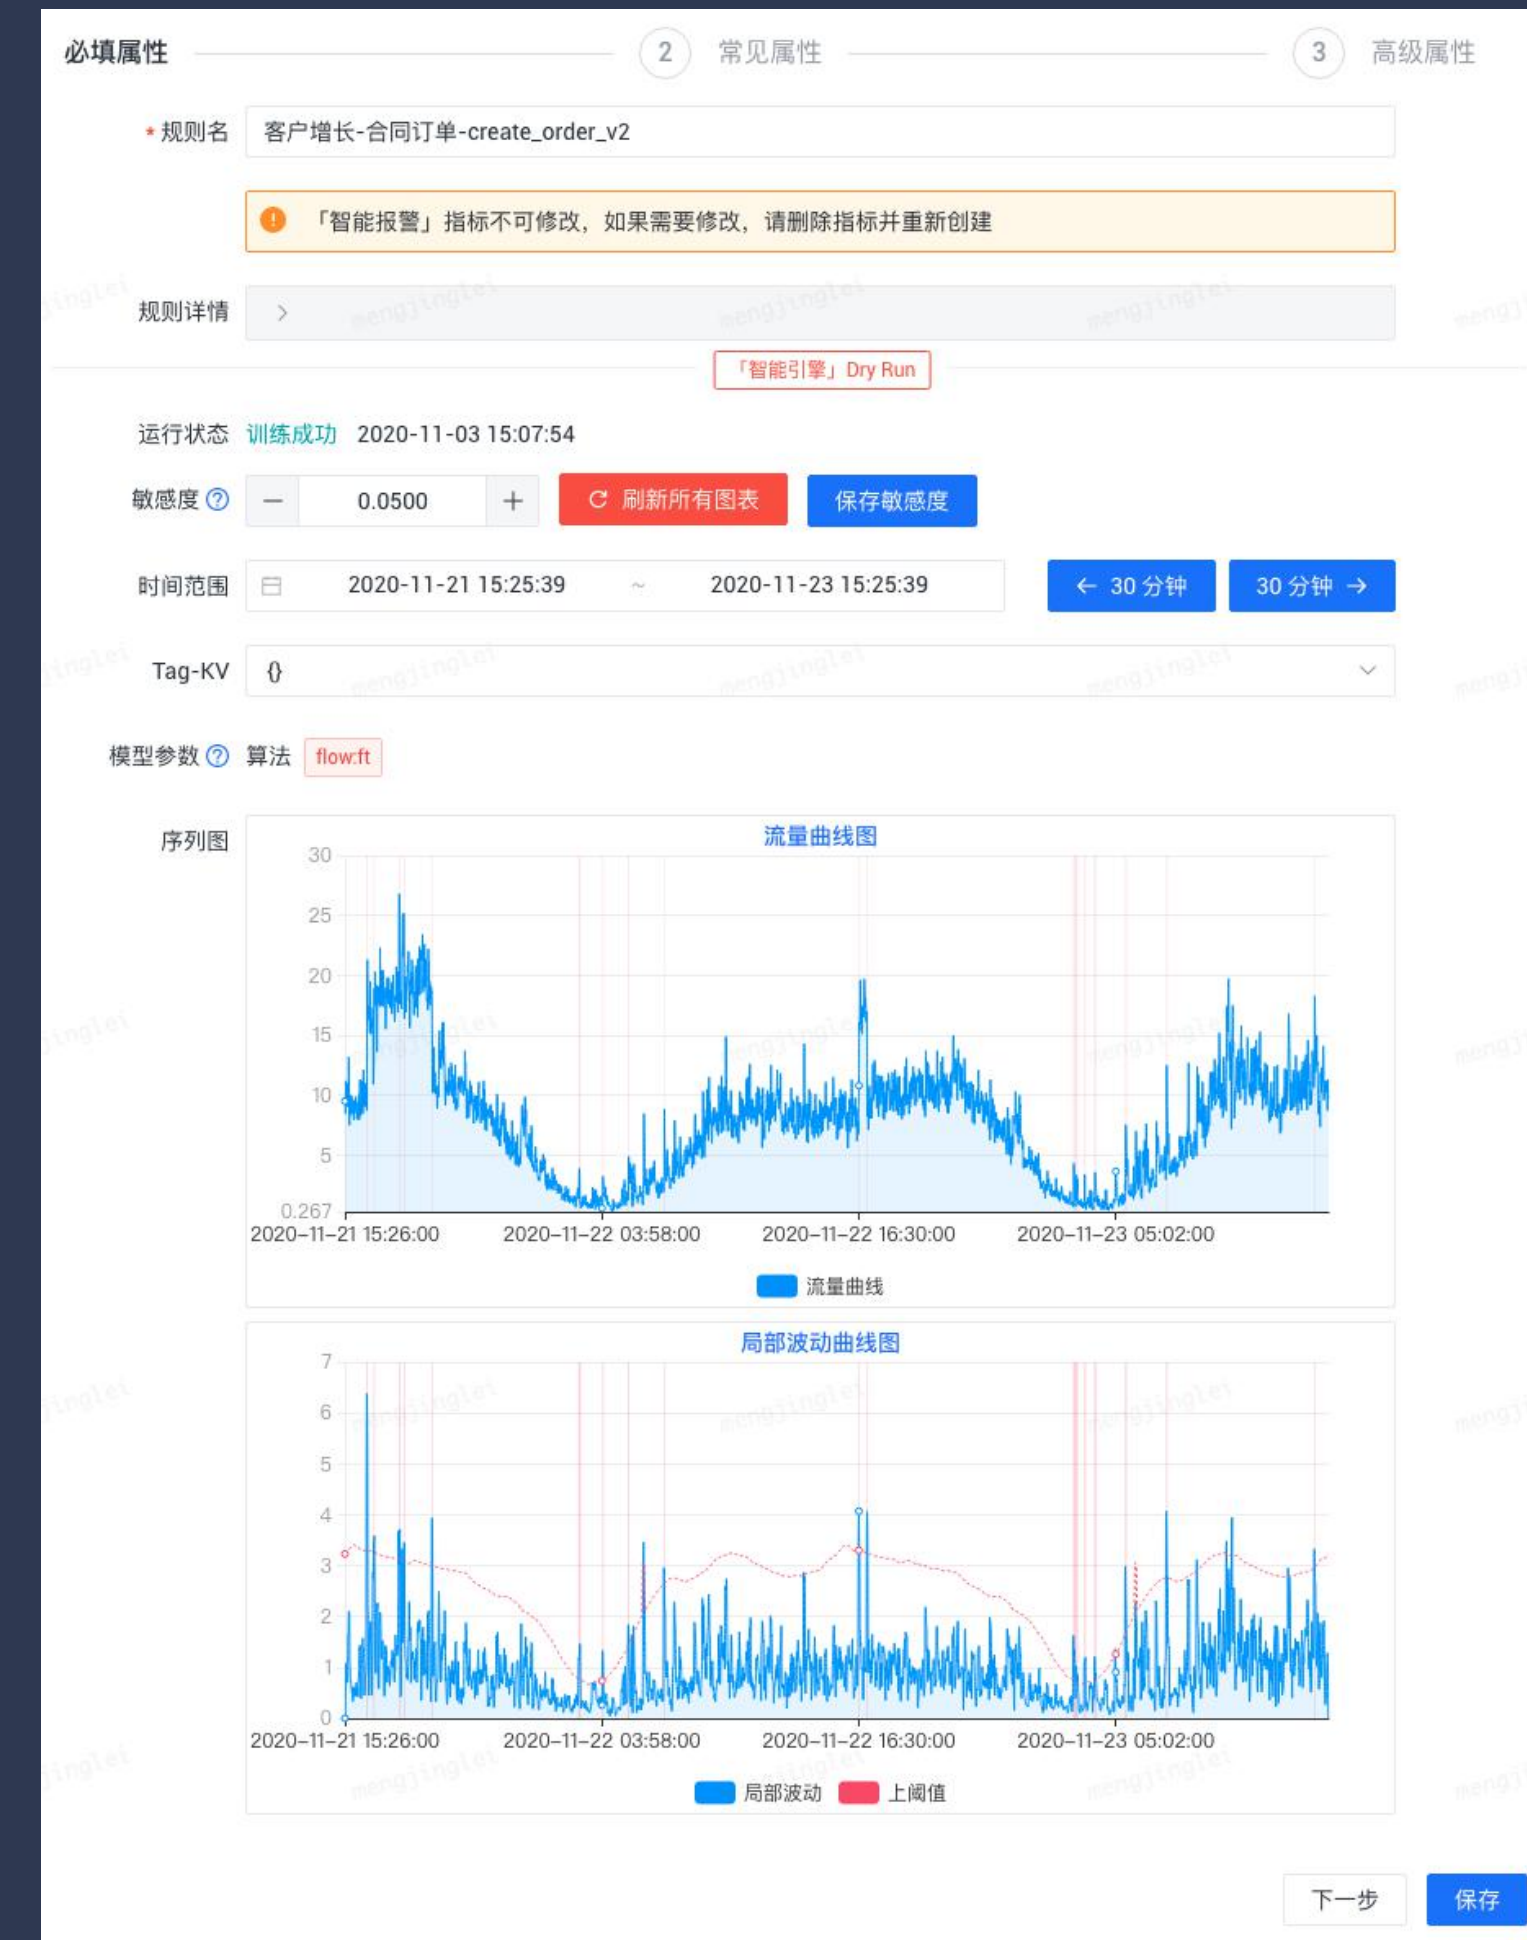 必填属性 2 常见属性 3 高级属性
* 规则名 客户增长-合同订单-create_order_v2
「智能报警」指标不可修改，如果需要修改，请删除指标并重新创建
规则详情
「智能引擎」Dry Run
运行状态 训练成功 2020-11-03 15:07:54
敏感度 0.0500 刷新所有图表 保存敏感度
时间范围 2020-11-21 15:25:39 ~ 2020-11-23 15:25:39 ← 30 分钟 30 分钟 →
Tag-KV {}
模型参数 算法 flow:ft
序列图
流量曲线图
30
25
20
15
10
5
0.267
2020-11-21 15:26:00 2020-11-22 03:58:00 2020-11-22 16:30:00 2020-11-23 05:02:00
流量曲线
局部波动曲线图
7
6
5
4
3
2
1
0
2020-11-21 15:26:00 2020-11-22 03:58:00 2020-11-22 16:30:00 2020-11-23 05:02:00
局部波动 上阈值
下一步 保存
mengjinglei